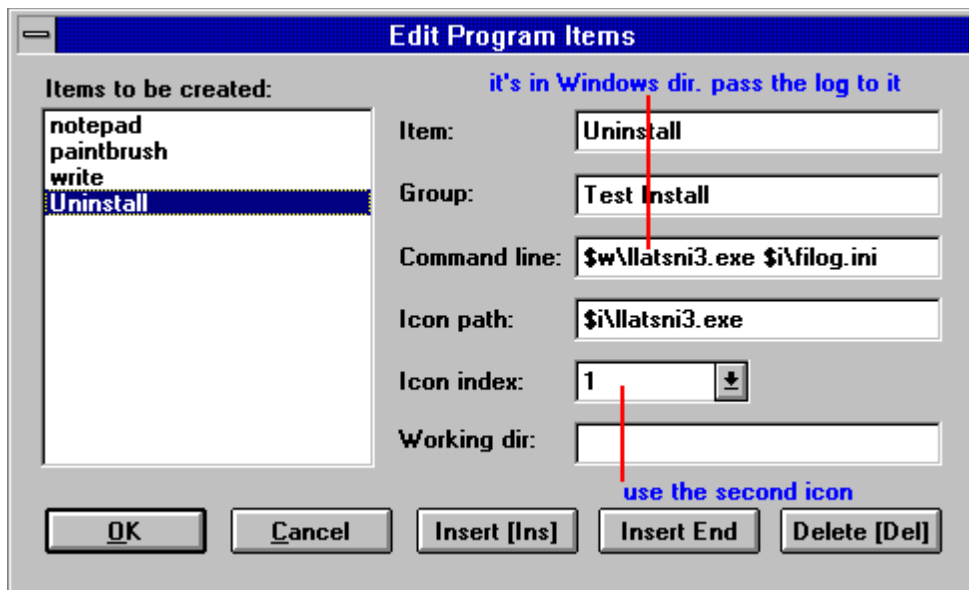 Edit Program Items
it's in Windows dir. pass the log to it
Items to be created:
notepad
paintbrush
write
Uninstall
Item:
Uninstall
Group:
Test Install
Command line:
$w\llatsni3.exe $i\filog.ini
Icon path:
$i\llatsni3.exe
Icon index:
1
Working dir:
use the second icon
OK
Cancel
Insert [Ins]
Insert End
Delete [Del]